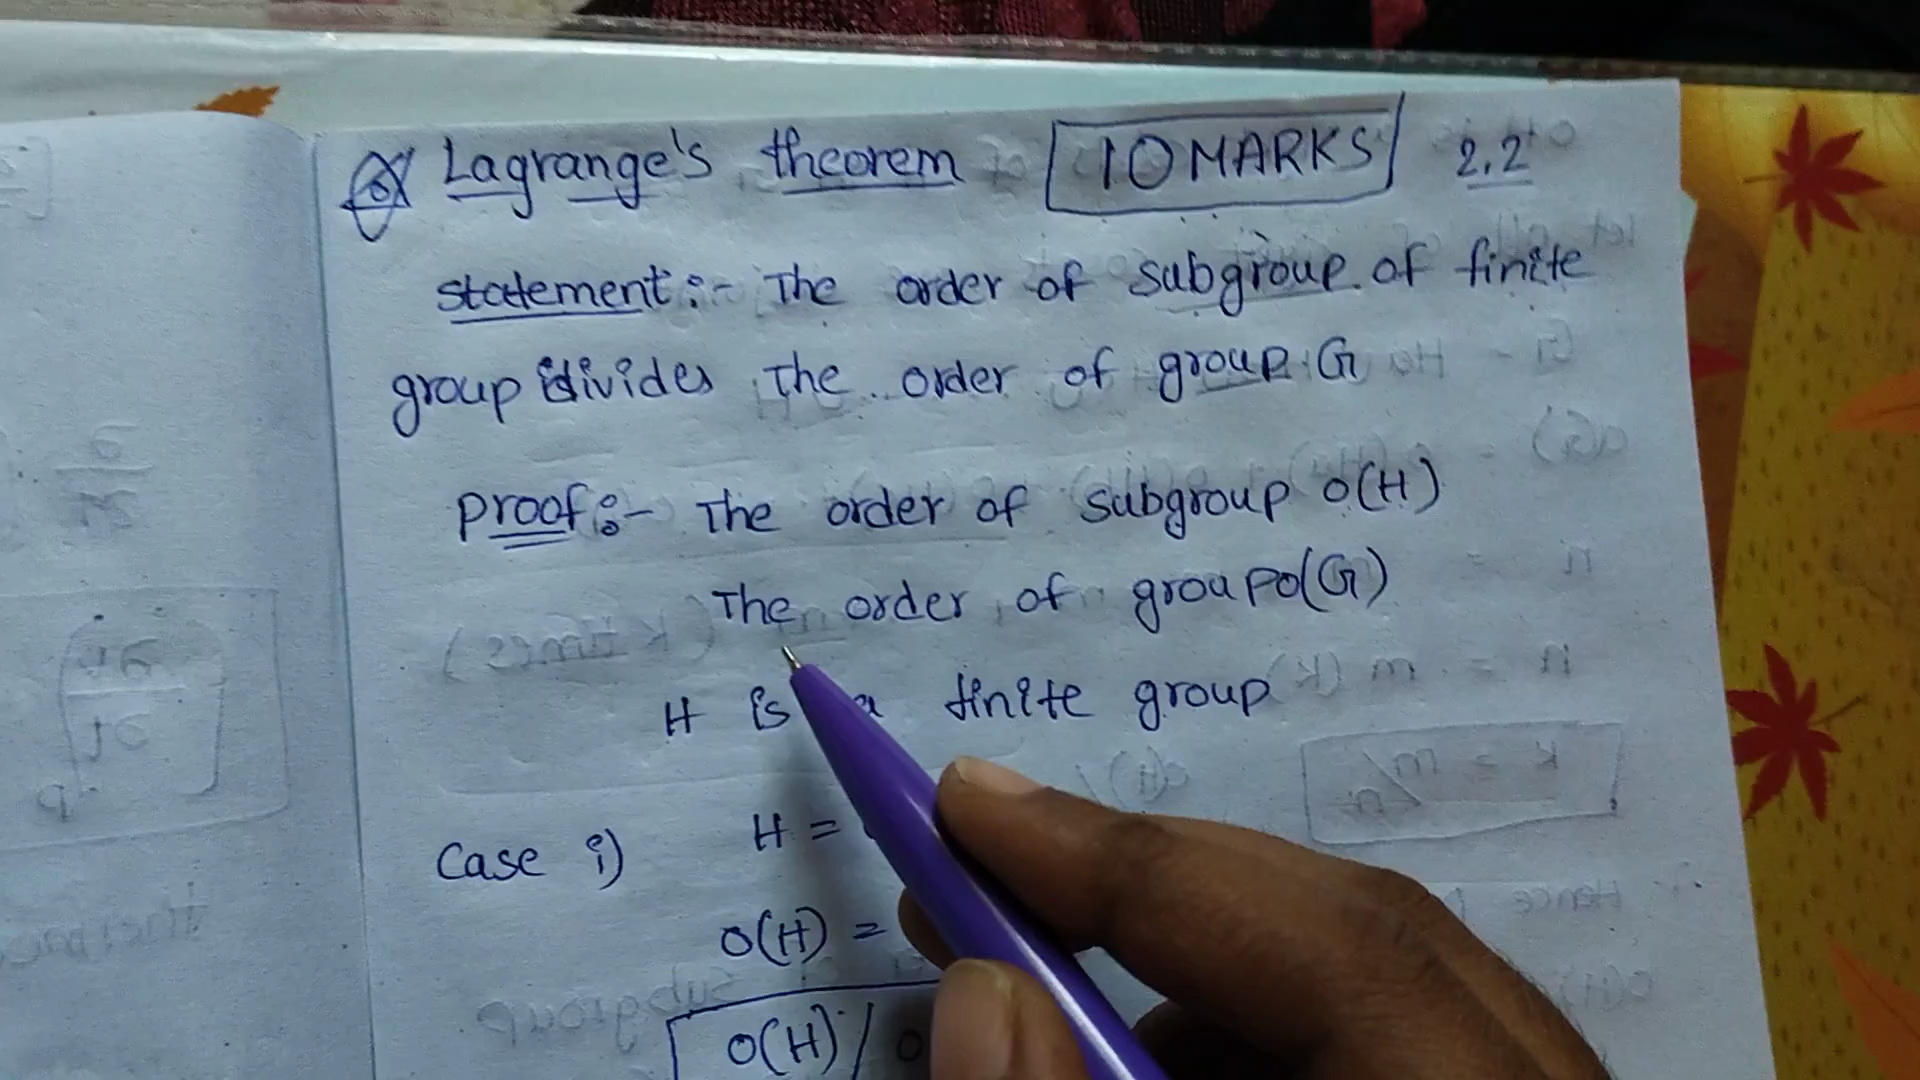 Lagrange's theorem 10 MARKS 2.2
statement:- The order of subgroup of finite
group divides the order of group G
Proof:- The order of subgroup O(H)
The order of group O(G)
H is a finite group
Case i) H =
O(H) =
O(H) /